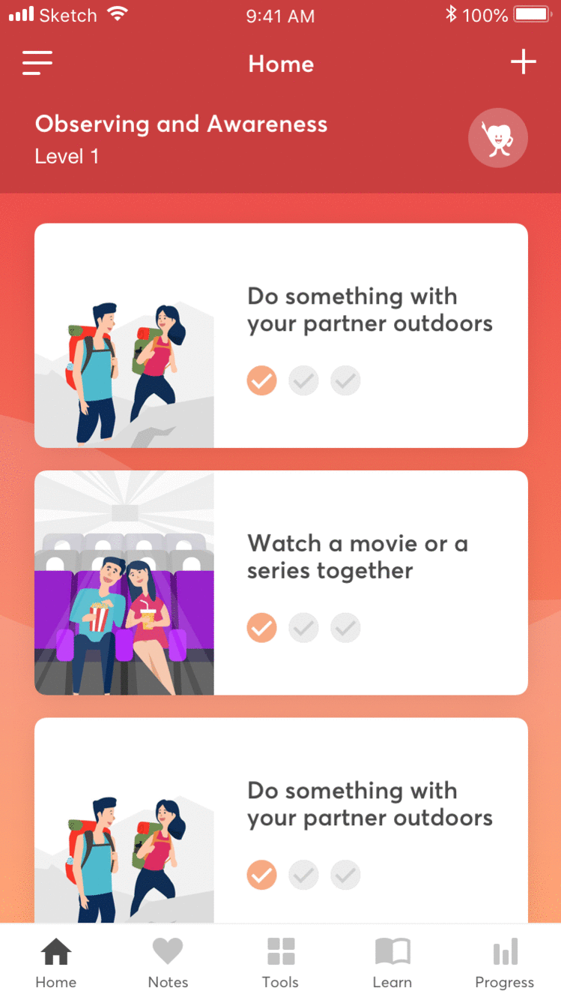 Sketch 9:41 AM 100%
Home
Observing and Awareness
Level 1
Do something with
your partner outdoors
Watch a movie or a
series together
Do something with
your partner outdoors
Home Notes Tools Learn Progress